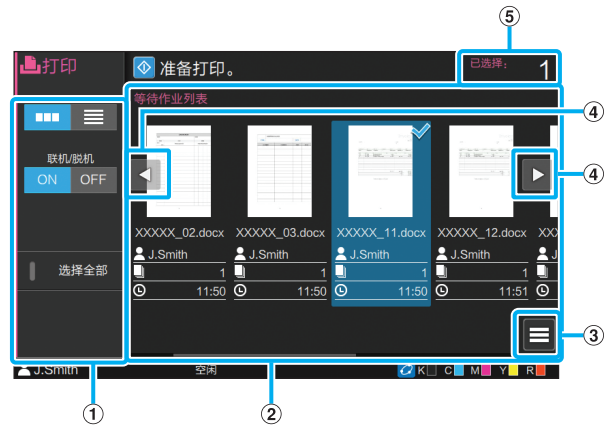 ⑤
打印
准备打印。
已选择：
1
等待作业列表
④
联机/脱机
ON OFF
④
XXXXX_02.docx XXXXX_03.docx XXXXX_11.docx XXXXX_12.docx XXX
J.Smith J.Smith J.Smith J.Smith J
1 1 1 1
选择全部
11:50 11:50 11:50 11:51
③
J.Smith 空闲 K C M Y R
① ②